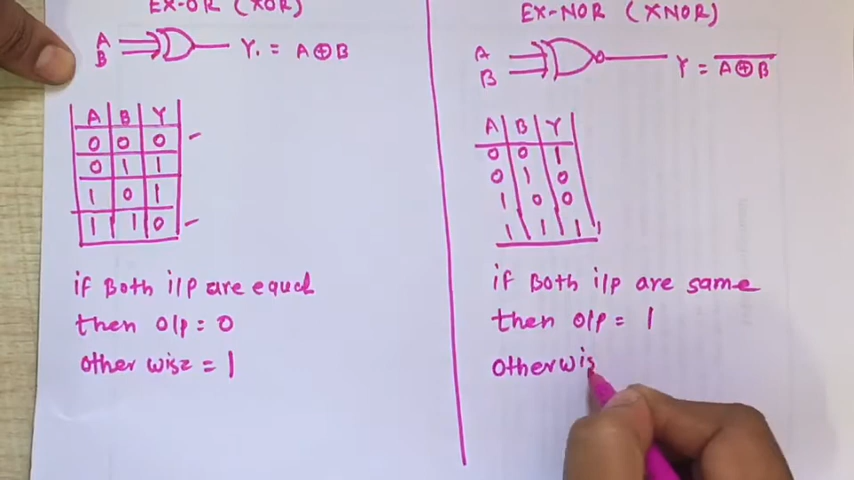 EX-OR (XOR)
A
B
Y. = A ⊕ B
A B Y
0 0 0
0 1 1
1 0 1
1 1 0
if Both i/p are equal
then o/p = 0
other wise = 1
EX-NOR (XNOR)
A
B
Y = A ⊕ B
A B Y
0 0 1
0 1 0
1 0 0
1 1 1
if Both i/p are same
then o/p = 1
Otherwis